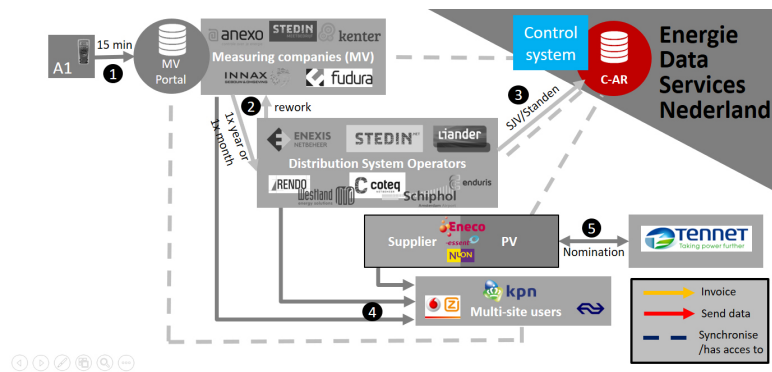 A1
15 min
1
MV
Portal
anexo
STEDIN
kenter
Measuring companies (MV)
INNAX
fudura
Control
system
C-AR
Energie
Data
Services
Nederland
1x year or
1x month
2
rework
3
SJV/Standen
ENEXIS
NETBEHEER
STEDIN.NET
Liander
Distribution System Operators
RENDO
Westland
energy solutions
coteq
Schiphol
enduris
Supplier
Eneco
essent
NUON
PV
5
Nomination
TENNET
Taking power further
4
kpn
Multi-site users
Invoice
Send data
Synchronise
/has acces to